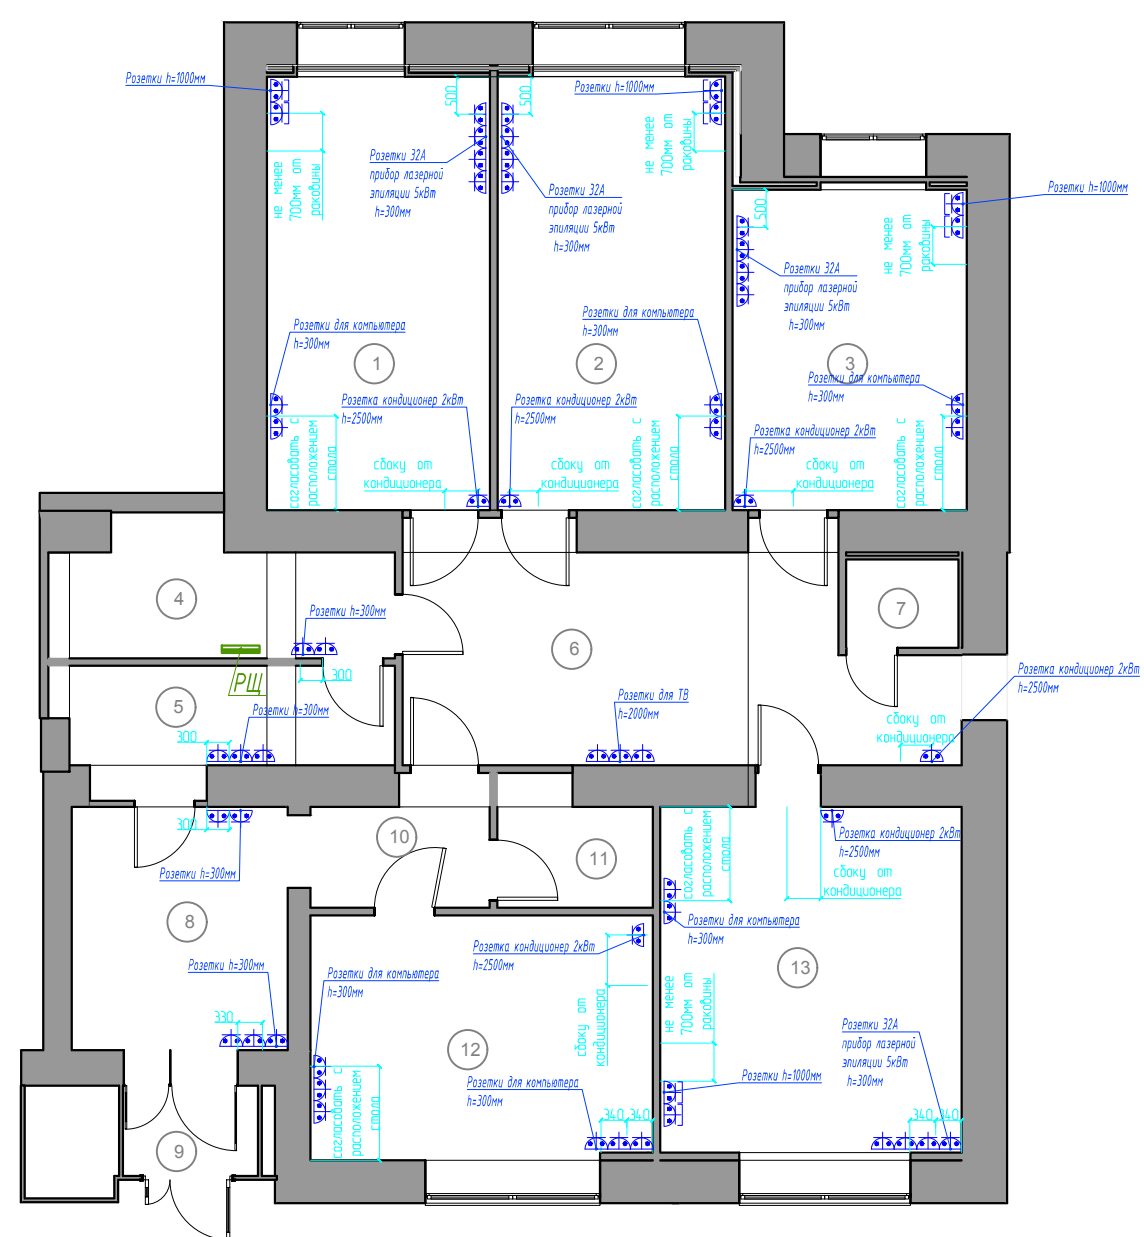 Розетки h=1000мм
500
500
Розетки h=1000мм
не менее
700мм от
раковины
Розетки 32А
прибор лазерной
эпиляции 5кВт
h=300мм
Розетки 32А
прибор лазерной
эпиляции 5кВт
h=300мм
не менее
700мм от
раковины
Розетки h=1000мм
500
не менее
700мм от
раковины
Розетки 32А
прибор лазерной
эпиляции 5кВт
h=300мм
Розетки для компьютера
h=300мм
1
Розетки для компьютера
h=300мм
2
3
Розетки для компьютера
h=300мм
Розетка кондиционер 2кВт
h=2500мм
Розетка кондиционер 2кВт
h=2500мм
Розетка кондиционер 2кВт
h=2500мм
согласовать с
расположением
стола
сбоку от
кондиционера
сбоку от
кондиционера
согласовать с
расположением
стола
сбоку от
кондиционера
согласовать с
расположением
стола
4
Розетки h=300мм
7
6
300
РЩ
5
Розетки h=300мм
300
Розетки для ТВ
h=2000мм
Розетка кондиционер 2кВт
h=2500мм
сбоку от
кондиционера
300
Розетки h=300мм
10
11
согласовать с
расположением
стола
Розетка кондиционер 2кВт
h=2500мм
сбоку от
кондиционера
8
Розетки для компьютера
h=300мм
Розетка кондиционер 2кВт
h=2500мм
Розетки h=300мм
Розетки для компьютера
h=300мм
13
330
не менее
700мм от
раковины
сбоку от
кондиционера
12
Розетки 32А
прибор лазерной
эпиляции 5кВт
h=300мм
Розетки для компьютера
h=300мм
Розетки h=1000мм
согласовать с
расположением
стола
340
340
340
340
9